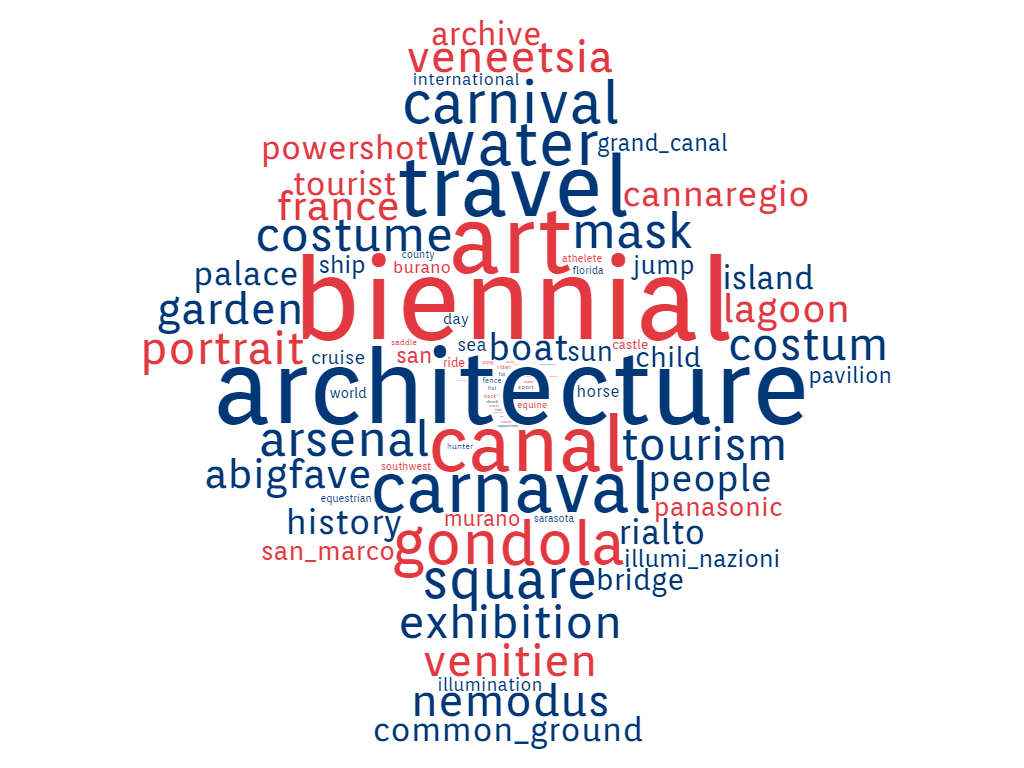 archive
veneetsia
international
carnival
water
grand_canal
powershot
travel
tourist
cannaregio
france
art
mask
costume
county
athelete
palace
ship
burano
florida
jump
island
biennial
garden
lagoon
day
portrait
cruise
saddle
san
sea
ride
boat
sun
castle
child
costum
architecture
pavilion
world
fence
horse
equine
sport
arsenal
canal
tourism
hunter
abigfave
southwest
carnaval
people
equestrian
panasonic
history
murano
sarasota
rialto
san_marco
gondola
illumi_nazioni
square
bridge
exhibition
venitien
illumination
nemodus
common_ground